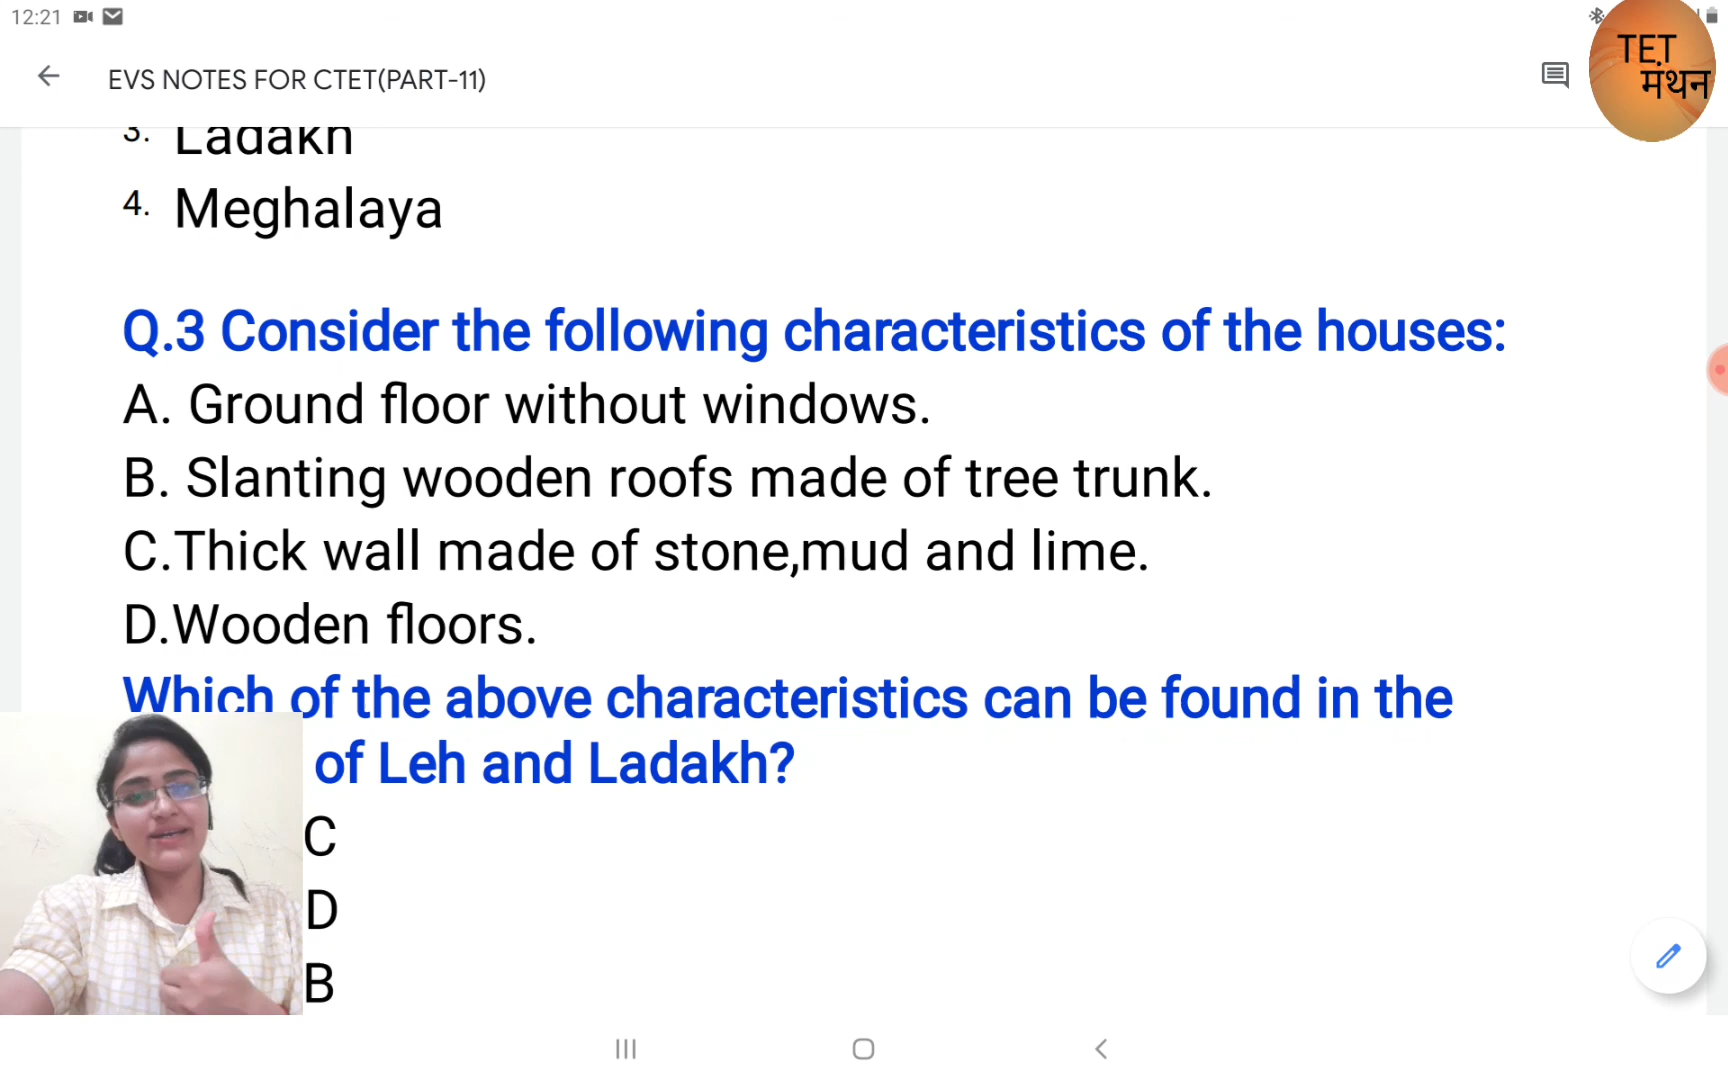 12:21
EVS NOTES FOR CTET(PART-11)
TET
मंथन
3. Ladakh
4. Meghalaya
Q.3 Consider the following characteristics of the houses:
A. Ground floor without windows.
B. Slanting wooden roofs made of tree trunk.
C.Thick wall made of stone,mud and lime.
D.Wooden floors.
Which of the above characteristics can be found in the
of Leh and Ladakh?
C
D
B